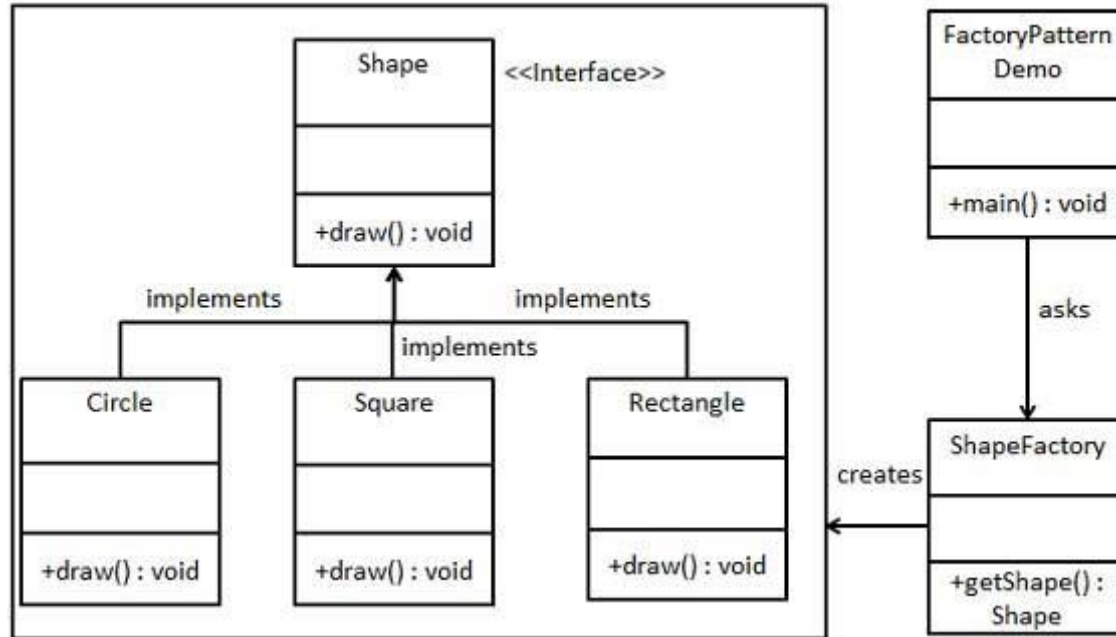 Shape
<<Interface>>
+draw() : void
implements
implements
implements
Circle
+draw() : void
Square
+draw() : void
Rectangle
+draw() : void
FactoryPattern
Demo
+main() : void
asks
ShapeFactory
+getShape() :
Shape
creates